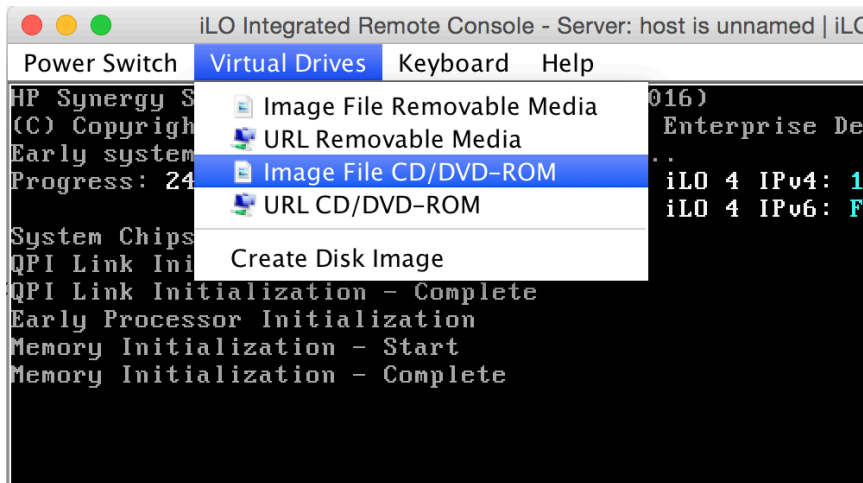 iLO Integrated Remote Console - Server: host is unnamed | iLO
Power Switch Virtual Drives Keyboard Help
HP Synergy S 016)
Image File Removable Media
(C) Copyrigh Enterprise De
URL Removable Media
Early system ..
Image File CD/DVD-ROM
Progress: 24 iLO 4 IPv4: 1
URL CD/DVD-ROM
iLO 4 IPv6: F
System Chips
Create Disk Image
QPI Link Ini
QPI Link Initialization - Complete
Early Processor Initialization
Memory Initialization - Start
Memory Initialization - Complete